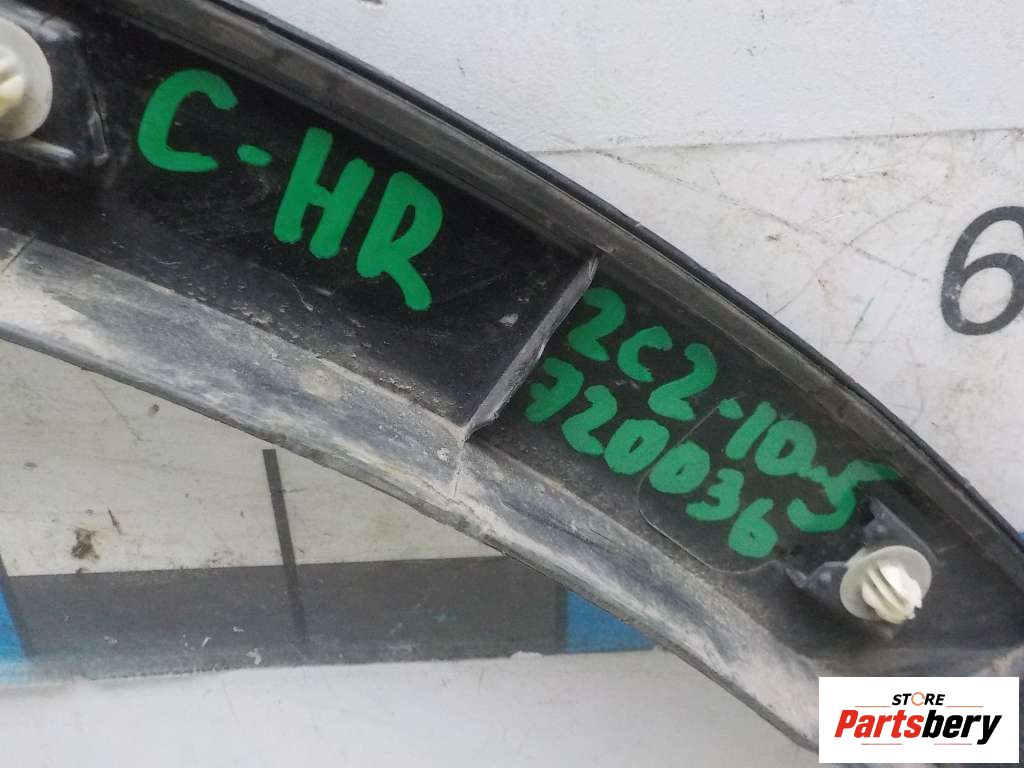 C-HR
2C2-10-5
720036
6
STORE
Partsbery